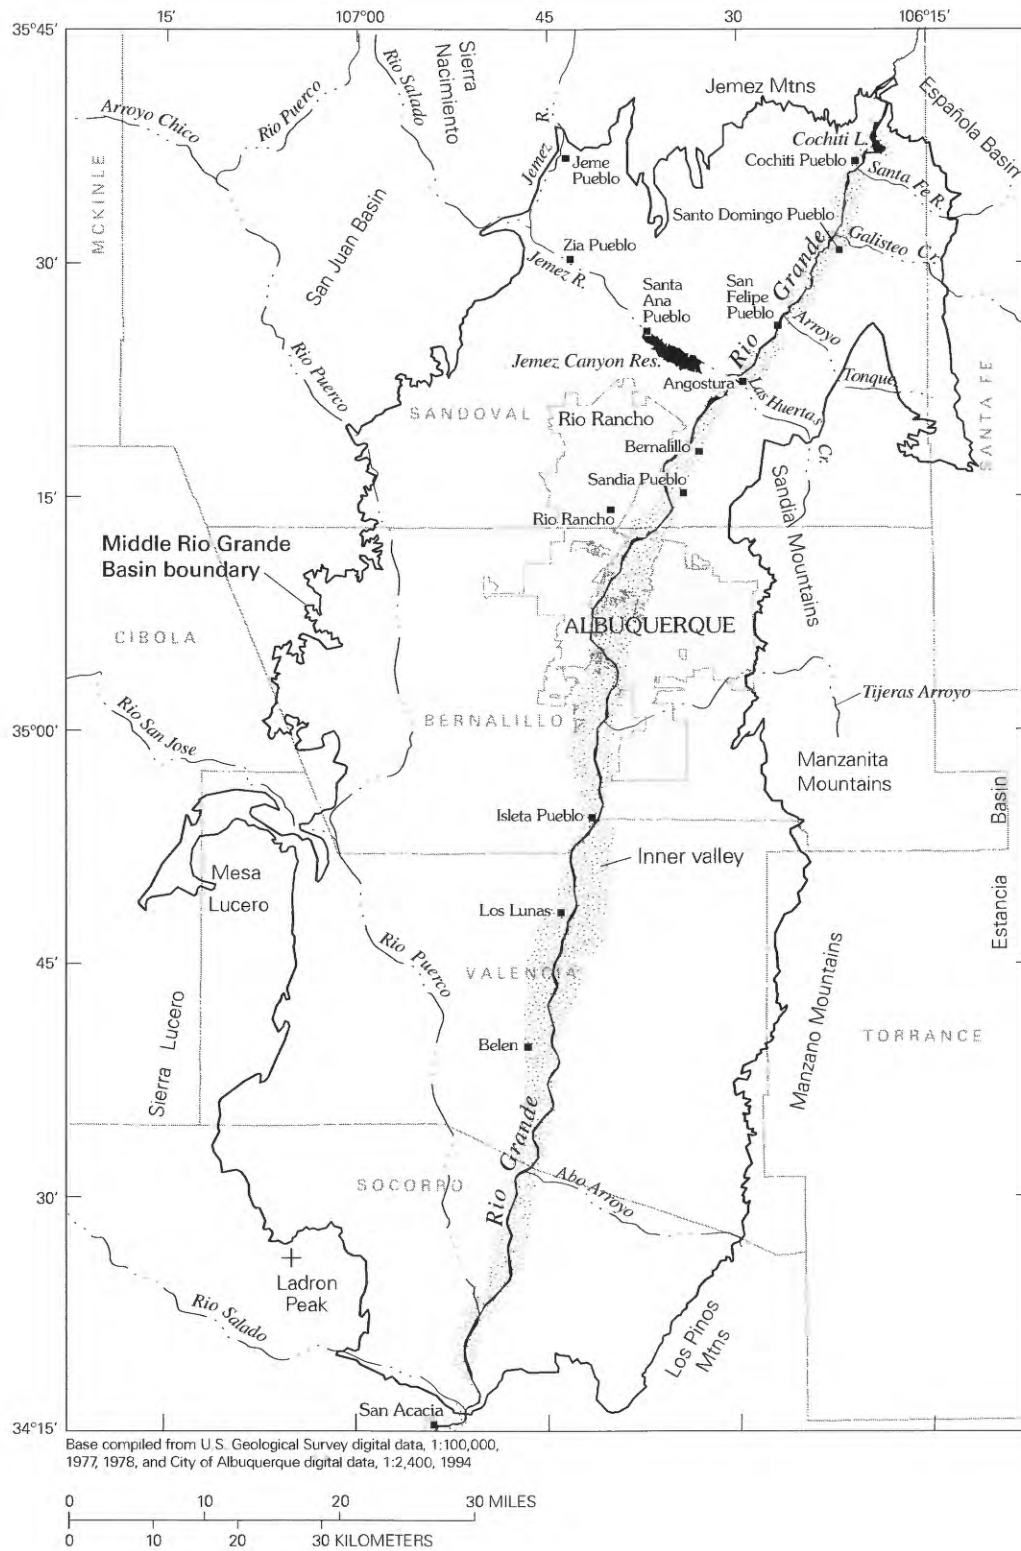 15′
107°00
45
30
106°15′
35°45′
Sierra
Nacimiento
Rio Salado
Jemez Mtns
Española Basin
Rio Puerco
Arroyo Chico
Jemez R.
Cochiti L.
Cochiti Pueblo
Jeme
Pueblo
Santa Fe R.
MCKINLE
San Juan Basin
Santo Domingo Pueblo
Galisteo Cr.
Zia Pueblo
30′
Jemez R.
Rio Grande
Santa
Ana
Pueblo
San
Felipe
Pueblo
Arroyo
Tonque
Jemez Canyon Res.
Rio Puerco
Angostura
Las Huertas
Cr.
SANTA FE
SANDOVAL
Rio Rancho
Bernalillo
Sandia Pueblo
Sandia
Mountains
15′
Rio Rancho
Middle Rio Grande
Basin boundary
CIBOLA
ALBUQUERQUE
Tijeras Arroyo
Rio San Jose
BERNALILLO
35°00′
Manzanita
Mountains
Basin
Estancia
Isleta Pueblo
Inner valley
Mesa
Lucero
Los Lunas
Rio Puerco
45′
VALENCIA
Manzano Mountains
TORRANCE
Belen
Sierra Lucero
Rio Grande
Abo Arroyo
30′
SOCORRO
Ladron
Peak
Rio Salado
Los Pinos
Mtns
San Acacia
34°15′
Base compiled from U.S. Geological Survey digital data, 1:100,000,
1977, 1978, and City of Albuquerque digital data, 1:2,400, 1994
0 10 20 30 MILES
0 10 20 30 KILOMETERS